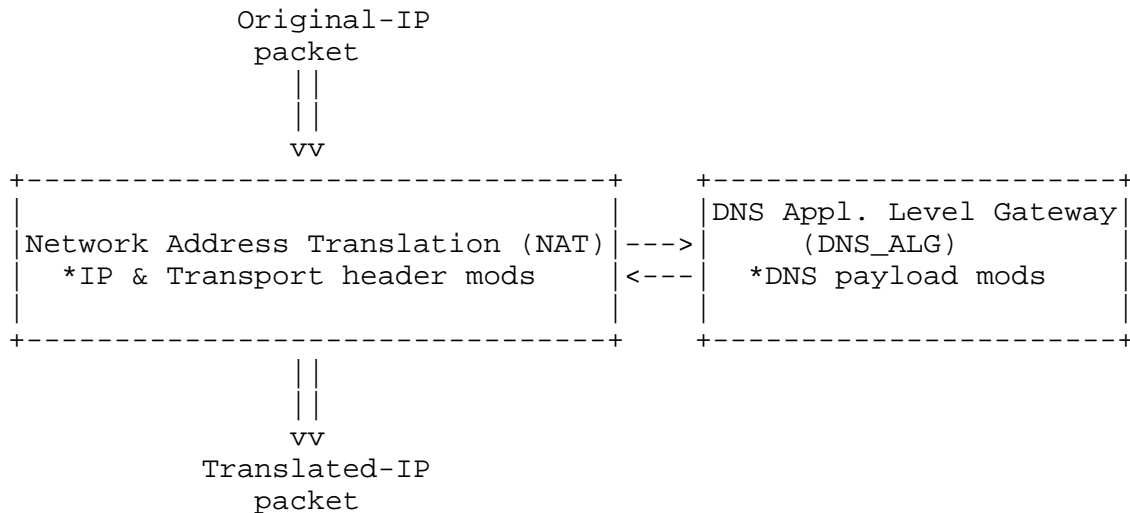 Original-IP
packet
||
||
vv
+---------------------------------+    +------------------------+
|                                 |    |DNS Appl. Level Gateway|
|Network Address Translation (NAT)|--->|      (DNS_ALG)         |
|  *IP & Transport header mods    |<---|  *DNS payload mods     |
|                                 |    |                        |
+---------------------------------+    +------------------------+
||
||
vv
Translated-IP
packet